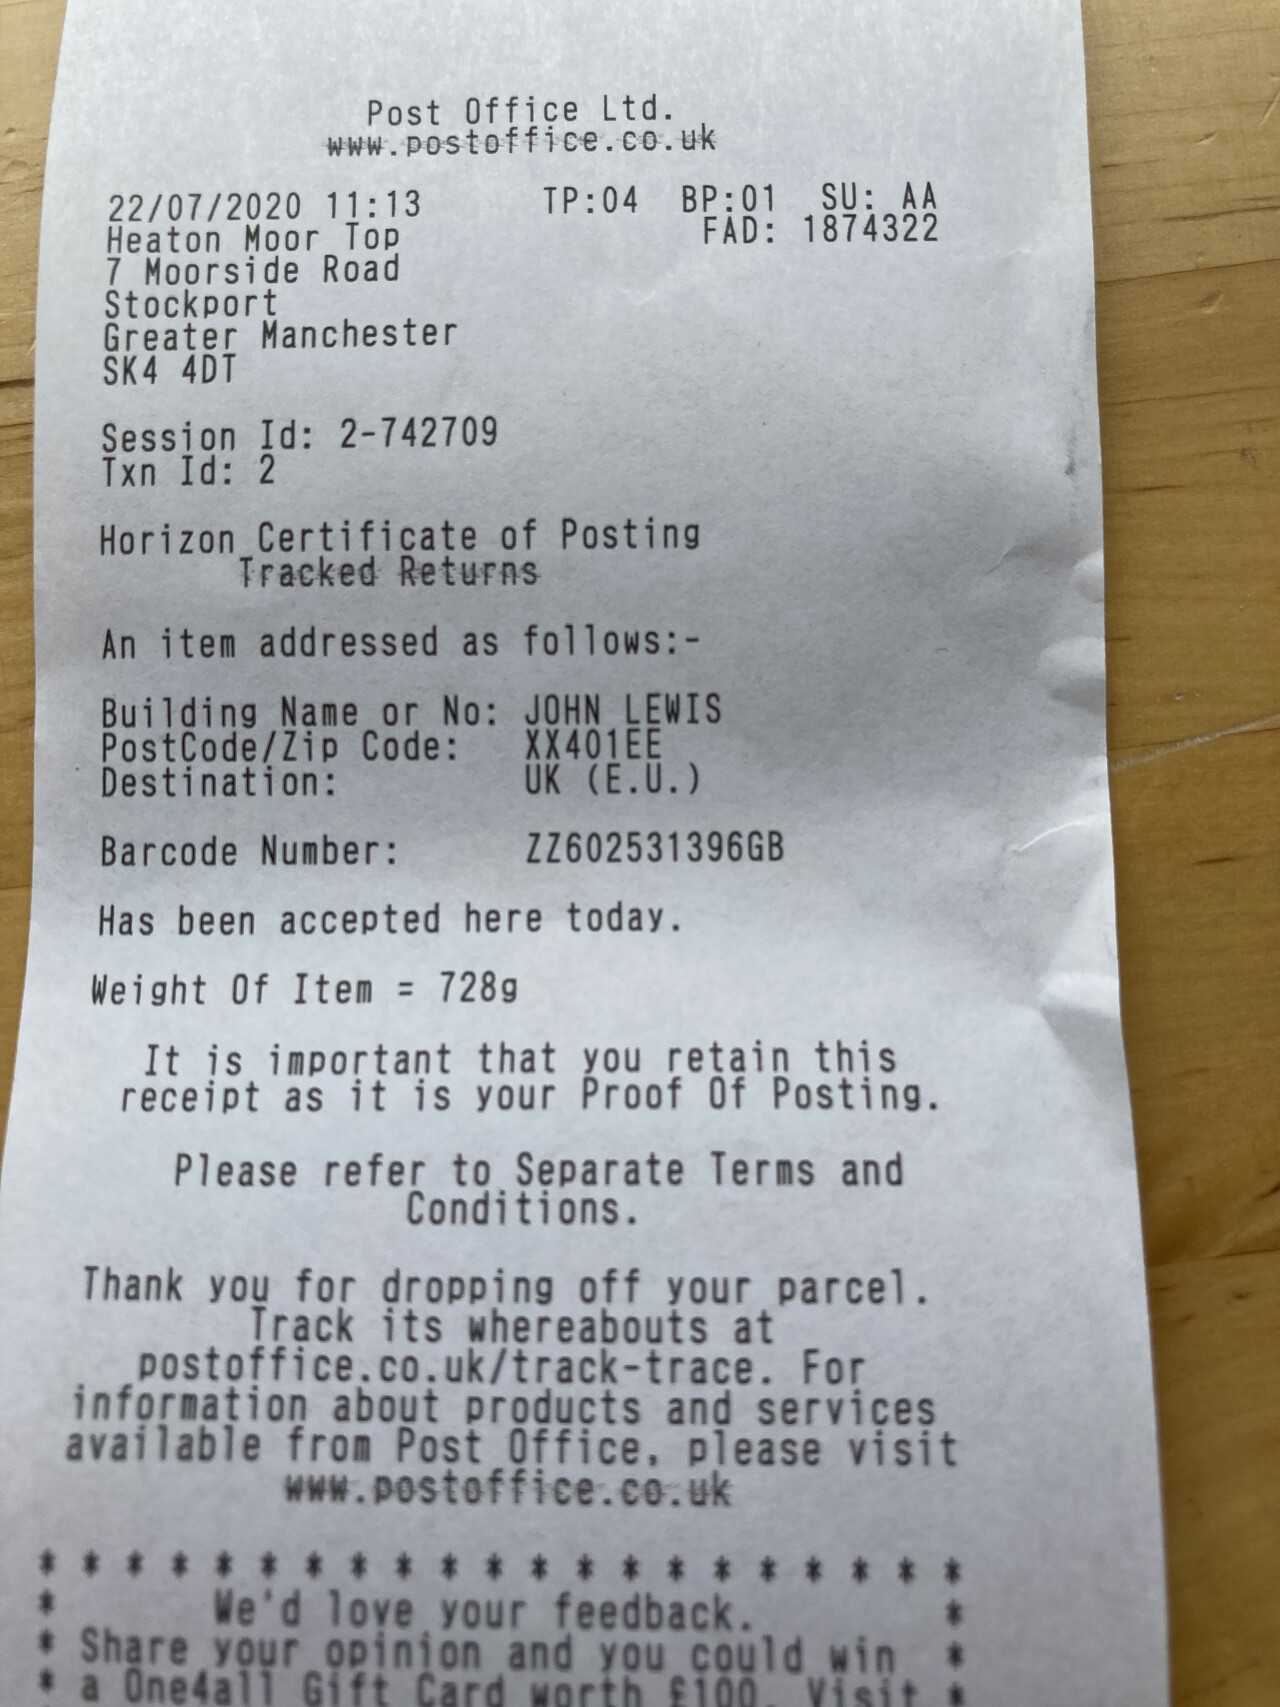 Post Office Ltd.
www.postoffice.co.uk
22/07/2020 11:13 TP:04 BP:01 SU: AA
Heaton Moor Top FAD: 1874322
7 Moorside Road
Stockport
Greater Manchester
SK4 4DT
Session Id: 2-742709
Txn Id: 2
Horizon Certificate of Posting
Tracked Returns
An item addressed as follows:-
Building Name or No: JOHN LEWIS
PostCode/Zip Code: XX401EE
Destination: UK (E.U.)
Barcode Number: ZZ602531396GB
Has been accepted here today.
Weight Of Item = 728g
It is important that you retain this
receipt as it is your Proof Of Posting.
Please refer to Separate Terms and
Conditions.
Thank you for dropping off your parcel.
Track its whereabouts at
postoffice.co.uk/track-trace. For
information about products and services
available from Post Office, please visit
www.postoffice.co.uk
* * * * * * * * * * * * * * * * * * * * *
* We'd love your feedback. *
* Share your opinion and you could win *
* a One4all Gift Card worth £100. Visit *